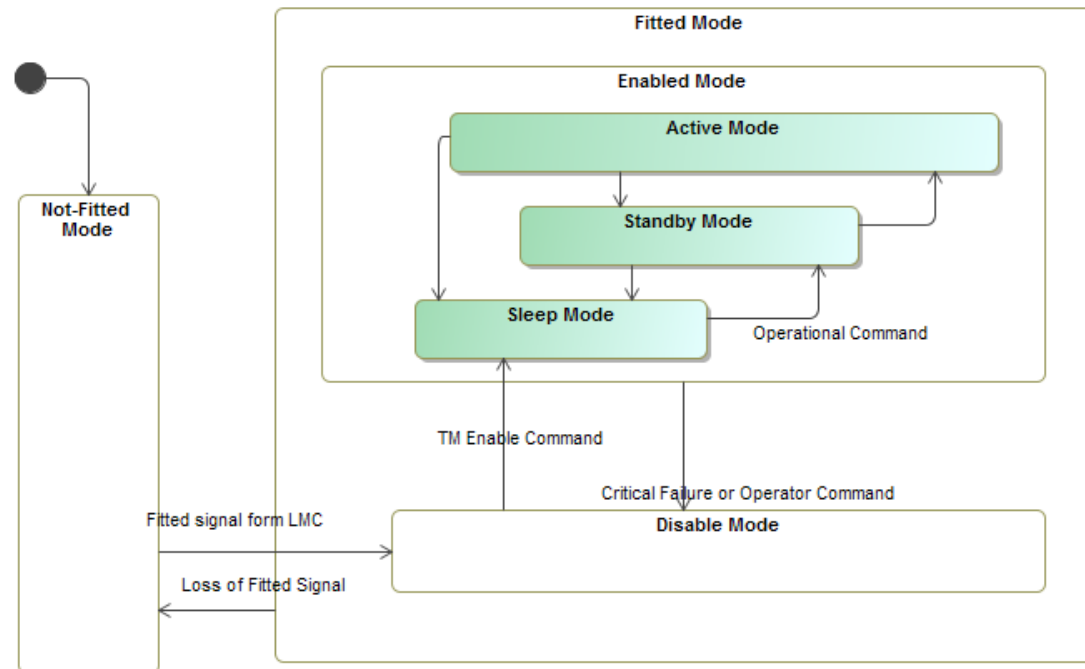 Fitted Mode
Enabled Mode
Active Mode
Not-Fitted
Mode
Standby Mode
Sleep Mode
Operational Command
TM Enable Command
Critical Failure or Operator Command
Fitted signal form LMC
Disable Mode
Loss of Fitted Signal